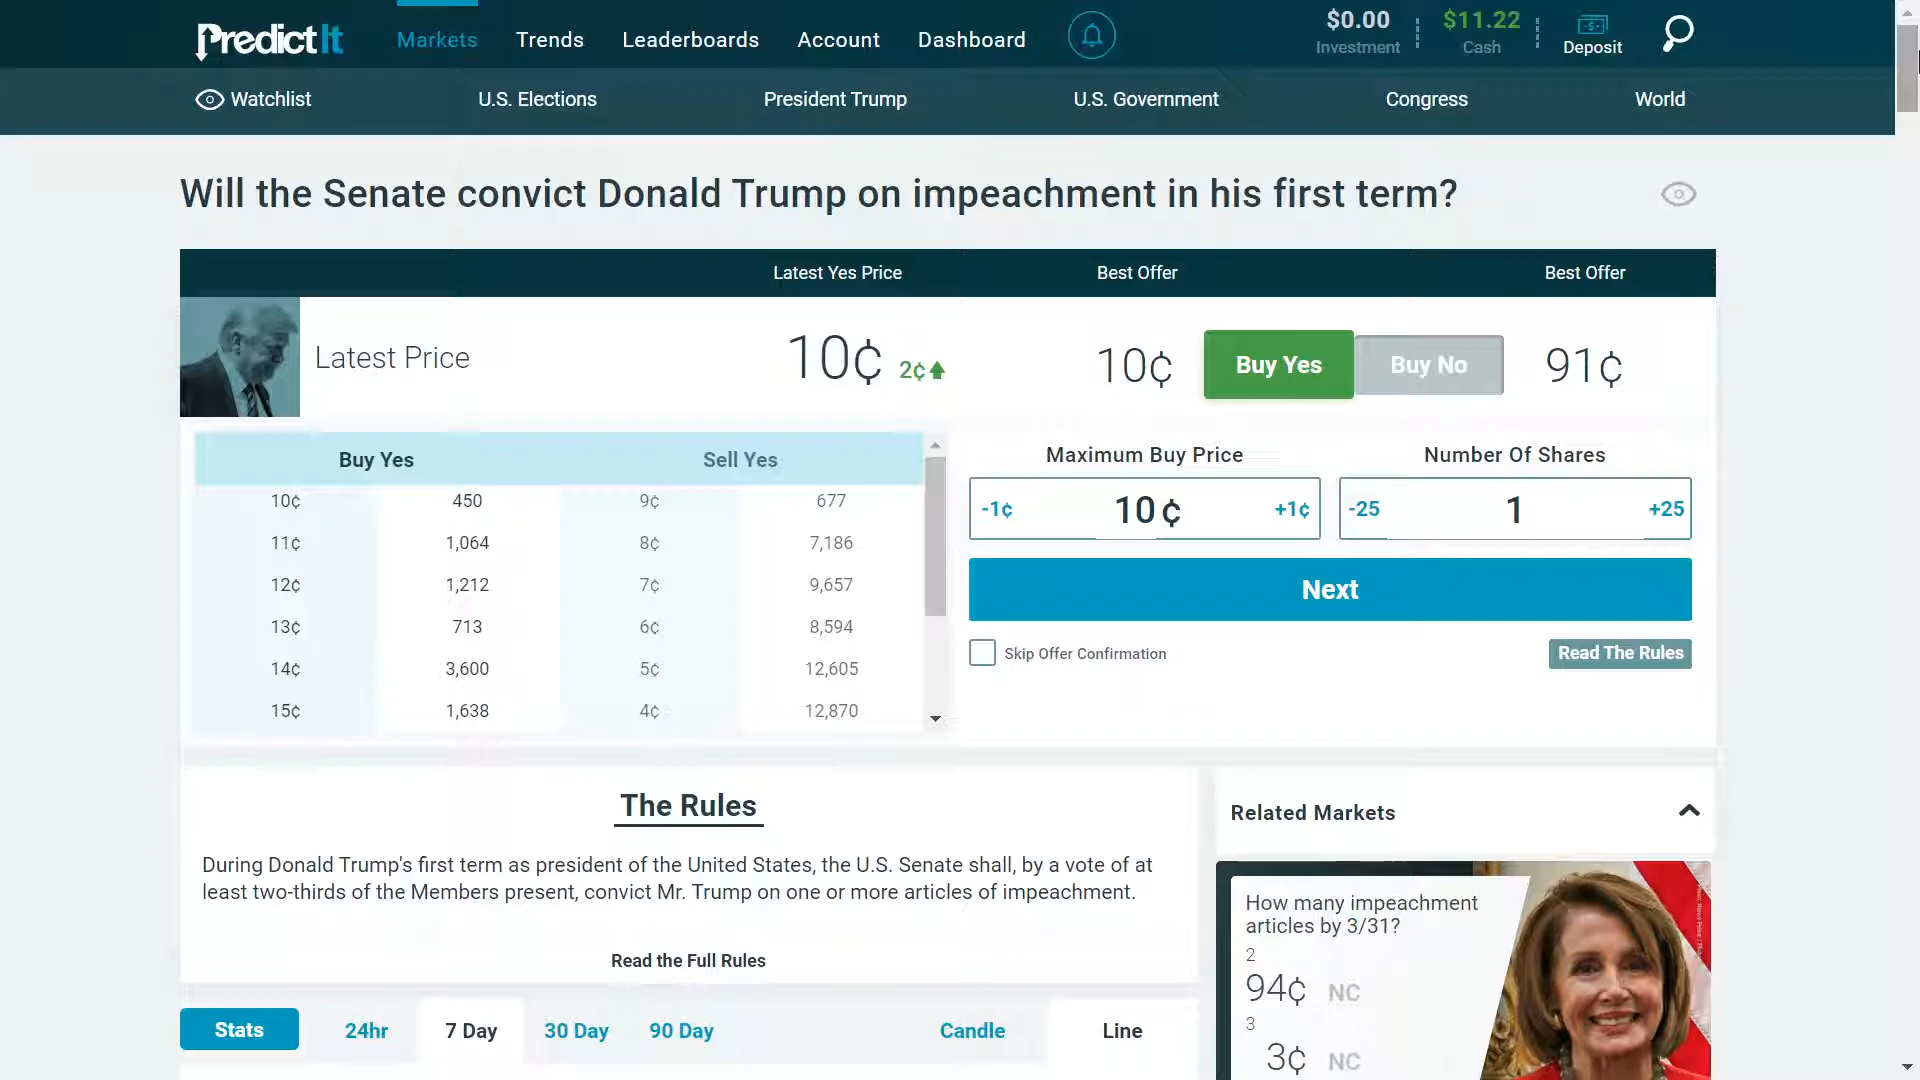 PredictIt
Markets
Trends
Leaderboards
Account
Dashboard
$0.00
Investment
$11.22
Cash
Deposit
Watchlist
U.S. Elections
President Trump
U.S. Government
Congress
World
Will the Senate convict Donald Trump on impeachment in his first term?
Latest Yes Price
Best Offer
Best Offer
Latest Price
10¢
2¢
10¢
Buy Yes
Buy No
91¢
Buy Yes
Sell Yes
10¢ 450 9¢ 677
11¢ 1,064 8¢ 7,186
12¢ 1,212 7¢ 9,657
13¢ 713 6¢ 8,594
14¢ 3,600 5¢ 12,605
15¢ 1,638 4¢ 12,870
Maximum Buy Price
-1¢ 10¢ +1¢
Number Of Shares
-25 1 +25
Next
Skip Offer Confirmation
Read The Rules
The Rules
During Donald Trump's first term as president of the United States, the U.S. Senate shall, by a vote of at
least two-thirds of the Members present, convict Mr. Trump on one or more articles of impeachment.
Read the Full Rules
Stats
24hr
7 Day
30 Day
90 Day
Candle
Line
Related Markets
How many impeachment
articles by 3/31?
2
94¢ NC
3
3¢ NC